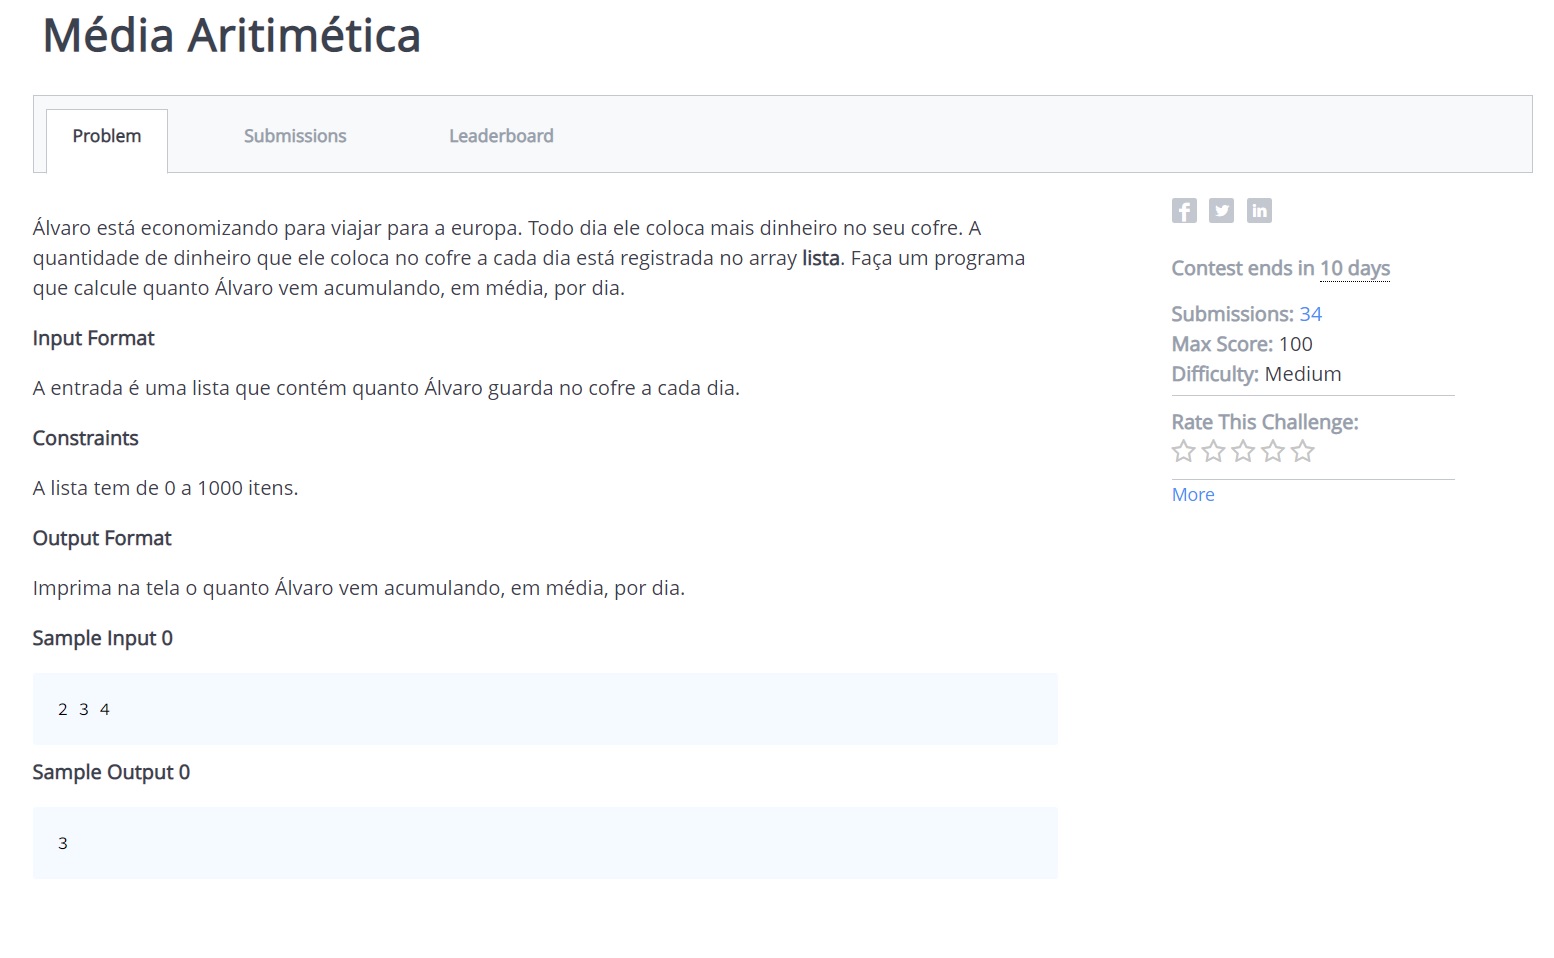 Média Aritimética
Problem
Submissions
Leaderboard
Álvaro está economizando para viajar para a europa. Todo dia ele coloca mais dinheiro no seu cofre. A
quantidade de dinheiro que ele coloca no cofre a cada dia está registrada no array lista. Faça um programa
que calcule quanto Álvaro vem acumulando, em média, por dia.
Input Format
A entrada é uma lista que contém quanto Álvaro guarda no cofre a cada dia.
Constraints
A lista tem de 0 a 1000 itens.
Output Format
Imprima na tela o quanto Álvaro vem acumulando, em média, por dia.
Sample Input 0
2 3 4
Sample Output 0
3
f
in
Contest ends in 10 days
Submissions: 34
Max Score: 100
Difficulty: Medium
Rate This Challenge:
More